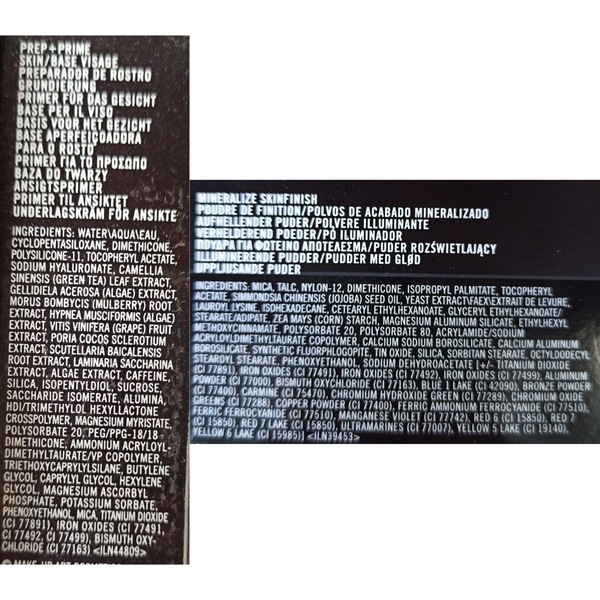 PREP+PRIME
SKIN/BASE VISAGE
PREPARADOR DE ROSTRO
GRUNDIERUNG
PRIMER FÜR DAS GESICHT
BASE PER IL VISO
BASIS VOOR HET GEZICHT
BASE APERFEIÇOADORA
PARA O ROSTO
PRIMER ΓΙΑ ΤΟ ΠΡΟΣΩΠΟ
BAZA DO TWARZY
ANSIGTSPRIMER
PRIMER TIL ANSIKTET
UNDERLAGSKRÄM FÖR ANSIKTE
INGREDIENTS: WATER\AQUA\EAU,
CYCLOPENTASILOXANE, DIMETHICONE,
POLYSILICONE-11, TOCOPHERYL ACETATE,
SODIUM HYALURONATE, CAMELLIA
SINENSIS (GREEN TEA) LEAF EXTRACT,
GELLIDIELA ACEROSA (ALGAE) EXTRACT,
MORUS BOMBYCIS (MULBERRY) ROOT
EXTRACT, HYPNEA MUSCIFORMIS (ALGAE)
EXTRACT, VITIS VINIFERA (GRAPE) FRUIT
EXTRACT, PORIA COCOS SCLEROTIUM
EXTRACT, SCUTELLARIA BAICALENSIS
ROOT EXTRACT, LAMINARIA SACCHARINA
EXTRACT, ALGAE EXTRACT, CAFFEINE,
SILICA, ISOPENTYLDIOL, SUCROSE,
SACCHARIDE ISOMERATE, ALUMINA,
HDI/TRIMETHYLOL HEXYLLACTONE
CROSSPOLYMER, MAGNESIUM MYRISTATE,
POLYSORBATE 20, PEG/PPG-18/18
DIMETHICONE, AMMONIUM ACRYLOYL-
DIMETHYLTAURATE/VP COPOLYMER,
TRIETHOXYCAPRYLYLSILANE, BUTYLENE
GLYCOL, CAPRYLYL GLYCOL, HEXYLENE
GLYCOL, MAGNESIUM ASCORBYL
PHOSPHATE, POTASSIUM SORBATE,
PHENOXYETHANOL, MICA, TITANIUM DIOXIDE
(CI 77891), IRON OXIDES (CI 77491,
CI 77492, CI 77499), BISMUTH OXY-
CHLORIDE (CI 77163) <ILN44809>
© MAKE-UP ART COSMETICS
MINERALIZE SKINFINISH
POUDRE DE FINITION/POLVOS DE ACABADO MINERALIZADO
AUFHELLENDER PUDER/POLVERE ILLUMINANTE
VERHELDEREND POEDER/PÓ ILUMINADOR
ΠΟΥΔΡΑ ΓΙΑ ΦΩΤΕΙΝΟ ΑΠΟΤΕΛΕΣΜΑ/PUDER ROZŚWIETLAJĄCY
ILLUMINERENDE PUDDER/PUDDER MED GLØD
UPPLJUSANDE PUDER
INGREDIENTS: MICA, TALC, NYLON-12, DIMETHICONE, ISOPROPYL PALMITATE, TOCOPHERYL
ACETATE, SIMMONDSIA CHINENSIS (JOJOBA) SEED OIL, YEAST EXTRACT\FAEX\EXTRAIT DE LEVURE,
LAUROYL LYSINE, ISOHEXADECANE, CETEARYL ETHYLHEXANOATE, GLYCERYL ETHYLHEXANOATE/
STEARATE/ADIPATE, ZEA MAYS (CORN) STARCH, MAGNESIUM ALUMINUM SILICATE, ETHYLHEXYL
METHOXYCINNAMATE, POLYSORBATE 20, POLYSORBATE 80, ACRYLAMIDE/SODIUM
ACRYLOYLDIMETHYLTAURATE COPOLYMER, CALCIUM SODIUM BOROSILICATE, CALCIUM ALUMINUM
BOROSILICATE, SYNTHETIC FLUORPHLOGOPITE, TIN OXIDE, SILICA, SORBITAN STEARATE, OCTYLDODECYL
STEAROYL STEARATE, PHENOXYETHANOL, SODIUM DEHYDROACETATE [+/- TITANIUM DIOXIDE
(CI 77891), IRON OXIDES (CI 77491), IRON OXIDES (CI 77492), IRON OXIDES (CI 77499), ALUMINUM
POWDER (CI 77000), BISMUTH OXYCHLORIDE (CI 77163), BLUE 1 LAKE (CI 42090), BRONZE POWDER
(CI 77400), CARMINE (CI 75470), CHROMIUM HYDROXIDE GREEN (CI 77289), CHROMIUM OXIDE
GREENS (CI 77288), COPPER POWDER (CI 77400), FERRIC AMMONIUM FERROCYANIDE (CI 77510),
FERRIC FERROCYANIDE (CI 77510), MANGANESE VIOLET (CI 77742), RED 6 (CI 15850), RED 7
(CI 15850), RED 7 LAKE (CI 15850), ULTRAMARINES (CI 77007), YELLOW 5 LAKE (CI 19140),
YELLOW 6 LAKE (CI 15985)] <ILN39453>